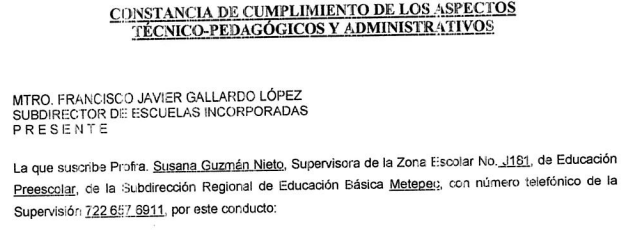 CONSTANCIA DE CUMPLIMIENTO DE LOS ASPECTOS
TÉCNICO-PEDAGÓGICOS Y ADMINISTRATIVOS
MTRO. FRANCISCO JAVIER GALLARDO LÓPEZ
SUBDIRECTOR DE ESCUELAS INCORPORADAS
P R E S E N T E
La que suscribe Profra. Susana Guzmán Nieto, Supervisora de la Zona Escolar No. J181, de Educación
Preescolar, de la Subdirección Regional de Educación Básica Metepec, con número telefónico de la
Supervisión 722 657 6911, por este conducto: